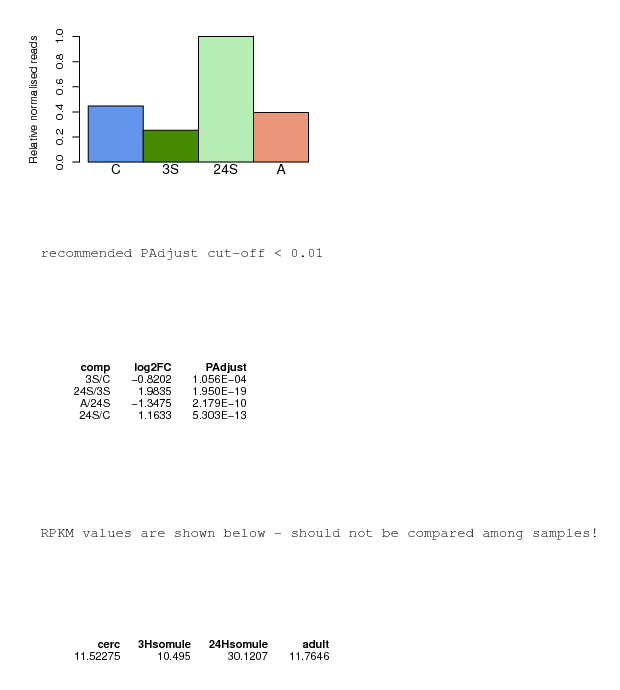 Relative normalised reads
1.0
0.8
0.6
0.4
0.2
0.0
C 3S 24S A
recommended PAdjust cut-off < 0.01
comp log2FC PAdjust
3S/C −0.8202 1.056E−04
24S/3S 1.9835 1.950E−19
A/24S −1.3475 2.179E−10
24S/C 1.1633 5.303E−13
RPKM values are shown below - should not be compared among samples!
cerc 3Hsomule 24Hsomule adult
11.52275 10.495 30.1207 11.7646